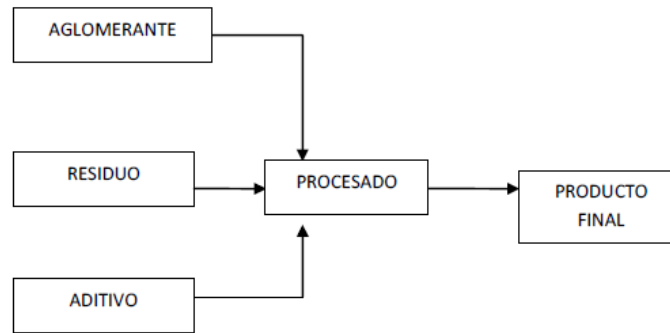 AGLOMERANTE
RESIDUO
PROCESADO
PRODUCTO
FINAL
ADITIVO